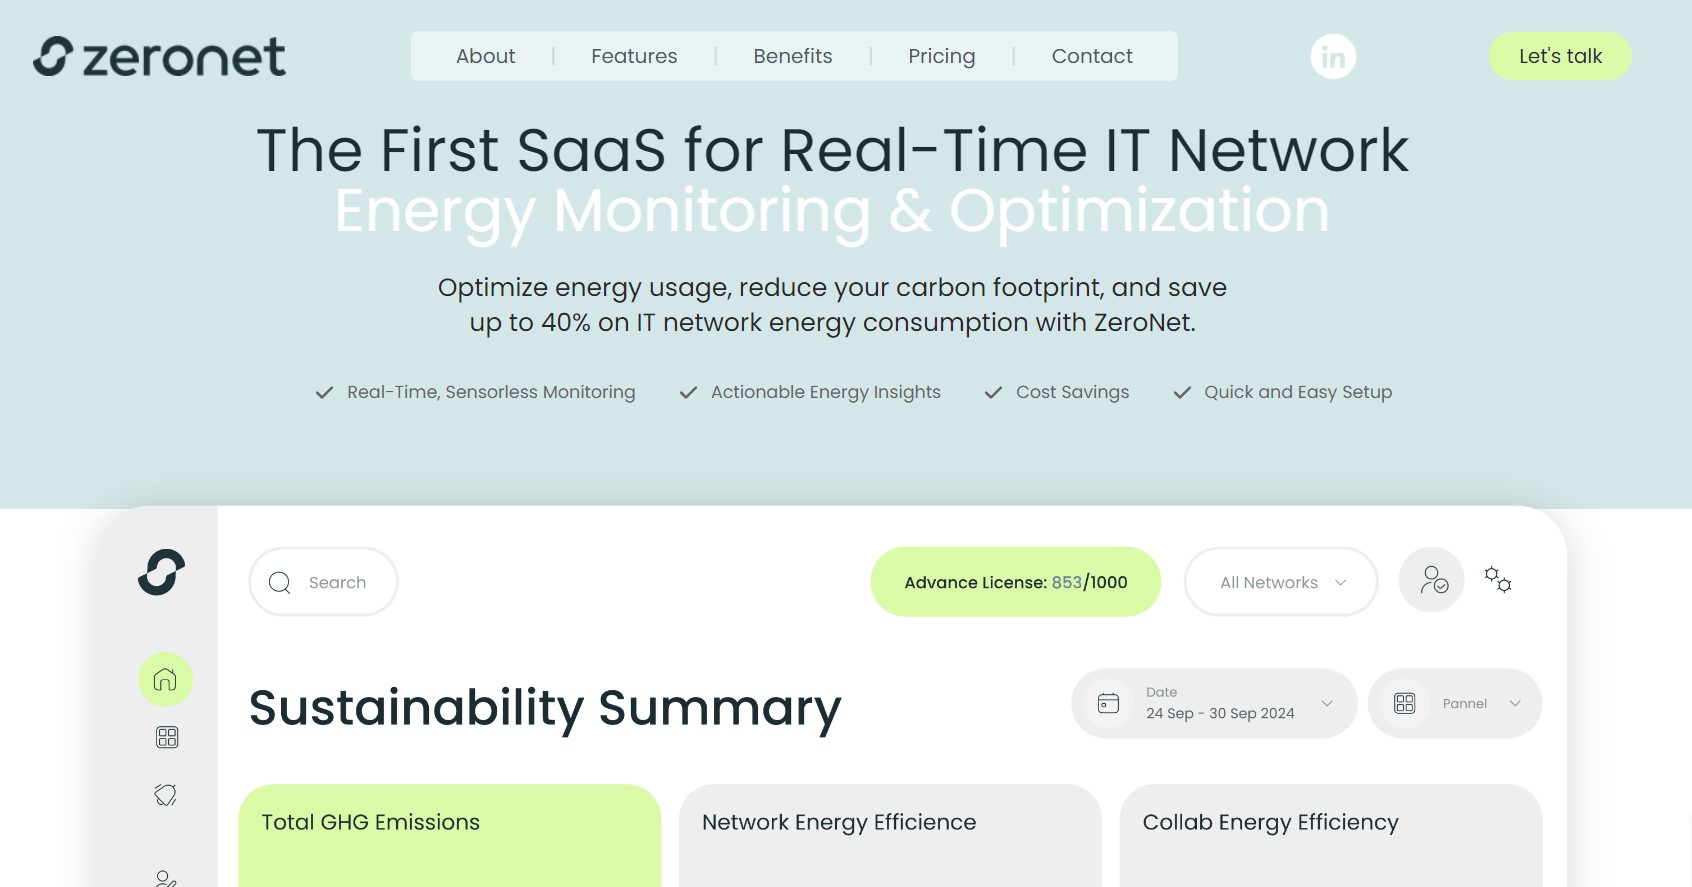 zeronet
About | Features | Benefits | Pricing | Contact
in
Let's talk
The First SaaS for Real-Time IT Network
Energy Monitoring & Optimization
Optimize energy usage, reduce your carbon footprint, and save
up to 40% on IT network energy consumption with ZeroNet.
Real-Time, Sensorless Monitoring
Actionable Energy Insights
Cost Savings
Quick and Easy Setup
Search
Advance License: 853/1000
All Networks
Sustainability Summary
Date
24 Sep - 30 Sep 2024
Pannel
Total GHG Emissions
Network Energy Efficience
Collab Energy Efficiency